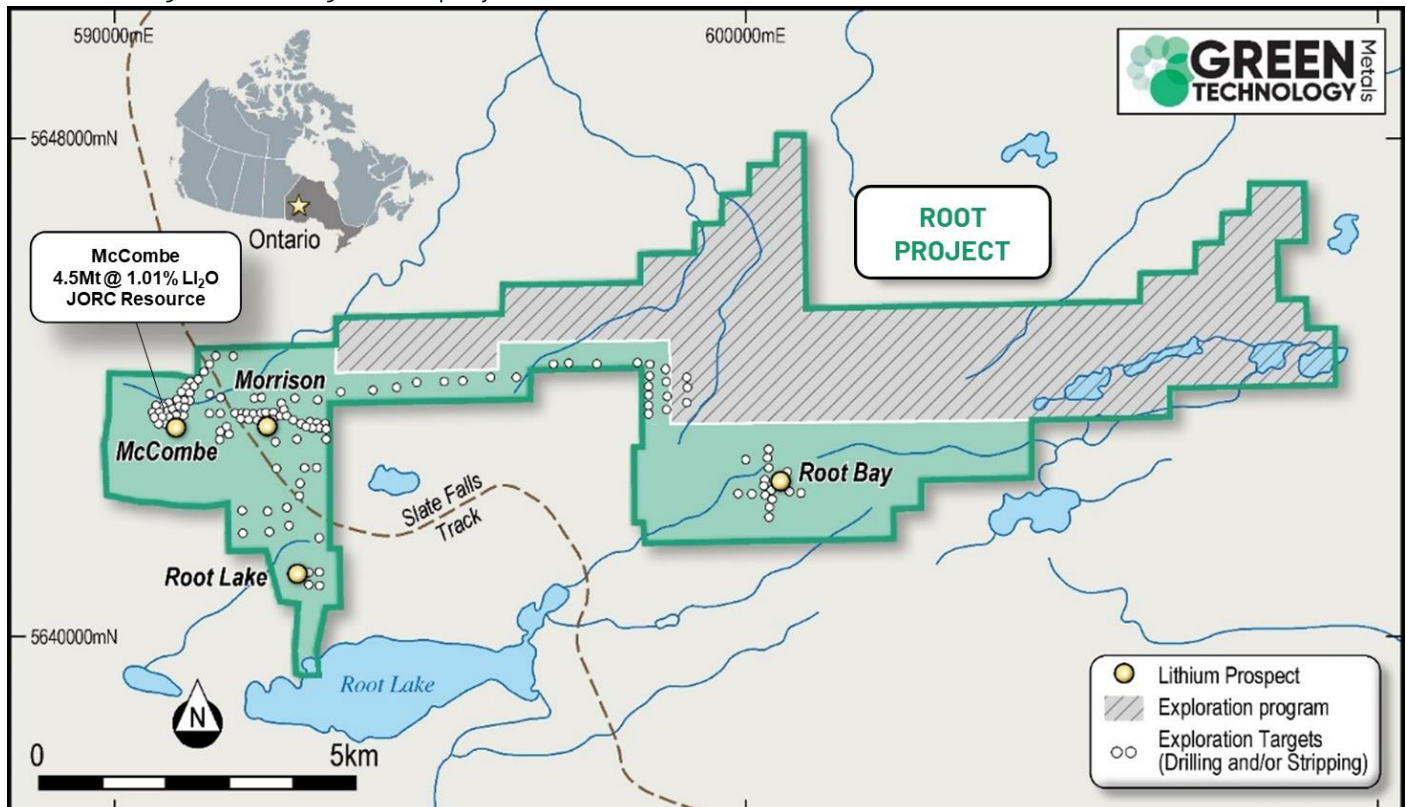 590000mE
600000mE
GREEN
TECHNOLOGY
Metals
5648000mN
Ontario
ROOT
PROJECT
McCombe
4.5Mt @ 1.01% LI₂O
JORC Resource
Morrison
McCombe
Root Bay
Slate Falls
Track
Root Lake
5640000mN
Root Lake
N
0
5km
Lithium Prospect
Exploration program
Exploration Targets
(Drilling and/or Stripping)